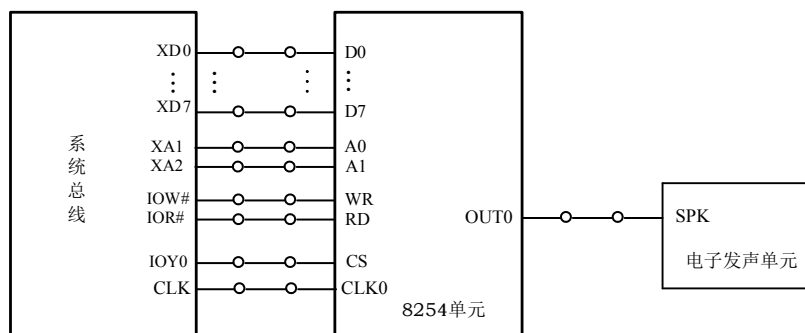 XD0 D0
⋮ ⋮ ⋮ ⋮
XD7 D7
XA1 A0
XA2 A1
系统总线
IOW# WR
IOR# RD
OUT0 SPK
电子发声单元
IOY0 CS
CLK CLK0
8254单元